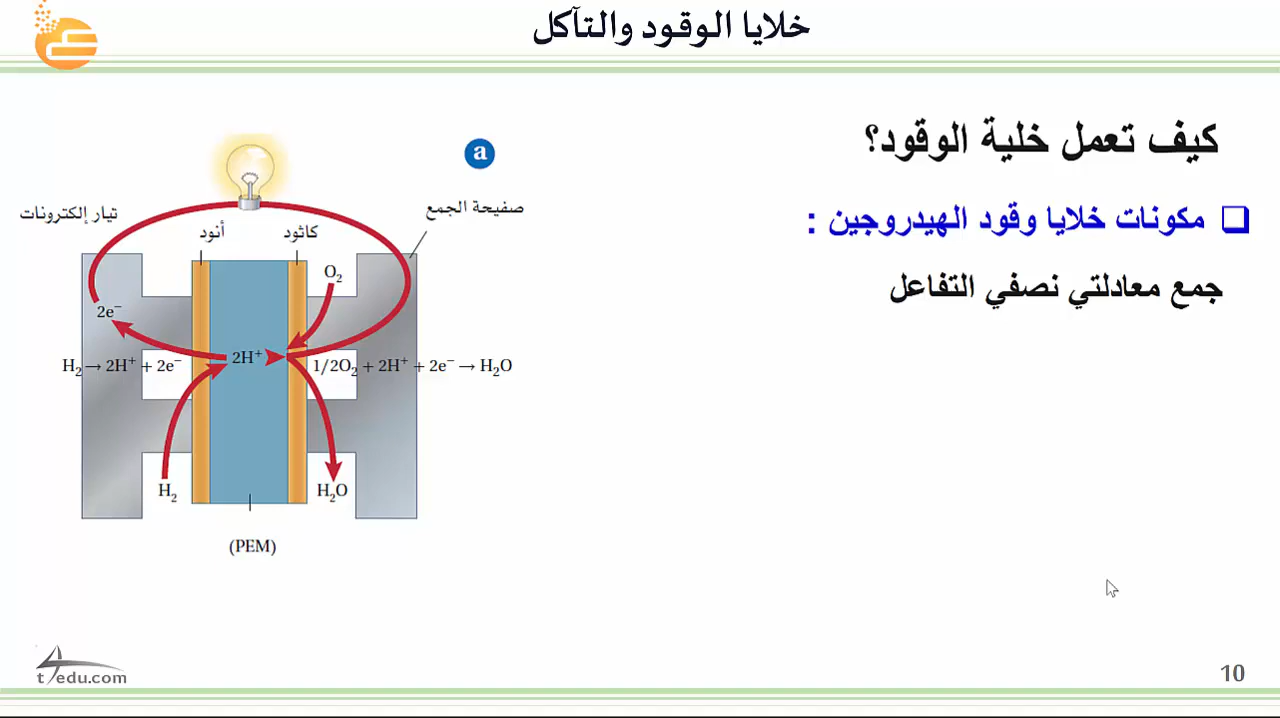 خلايا الوقود والتآكل
كيف تعمل خلية الوقود؟
مكونات خلايا وقود الهيدروجين :
جمع معادلتي نصفي التفاعل
a
صفيحة الجمع
تيار إلكترونات
كاثود
أنود
O₂
2e⁻
2H⁺
H₂ → 2H⁺ + 2e⁻
1/2O₂ + 2H⁺ + 2e⁻ → H₂O
H₂
H₂O
(PEM)
t4edu.com
10